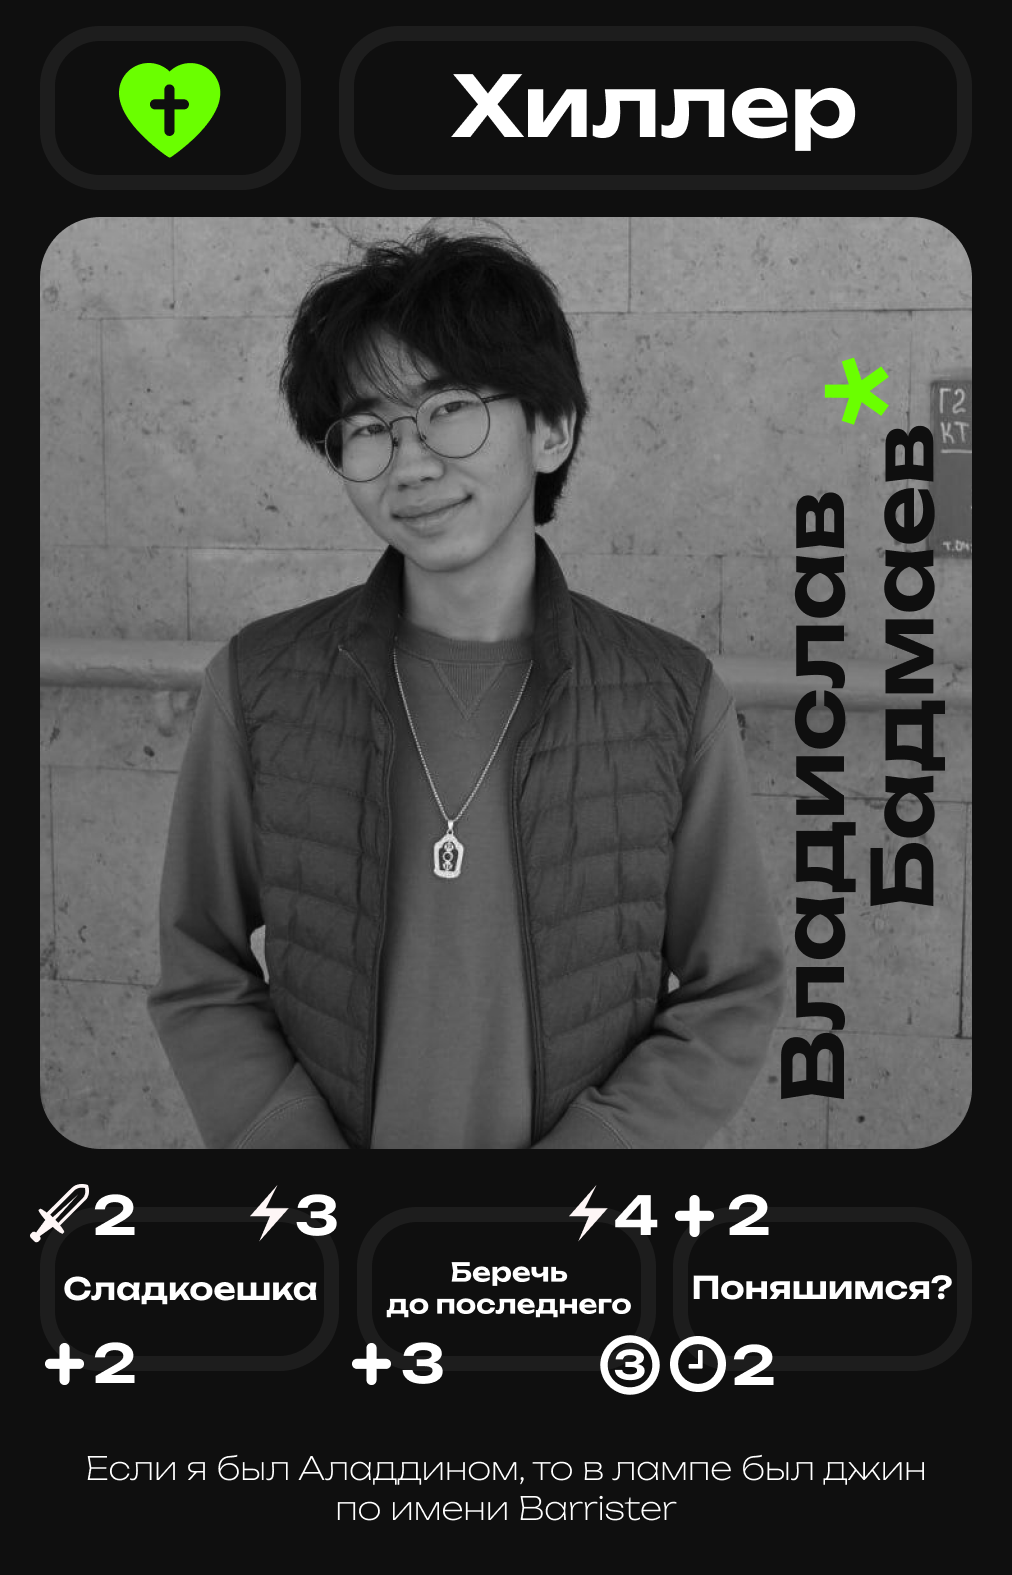 Хиллер
Владислав
Бадмаев
2
3
4
2
Сладкоешка
Беречь
до последнего
Поняшимся?
2
3
3
2
Если я был Аладдином, то в лампе был джин
по имени Barrister